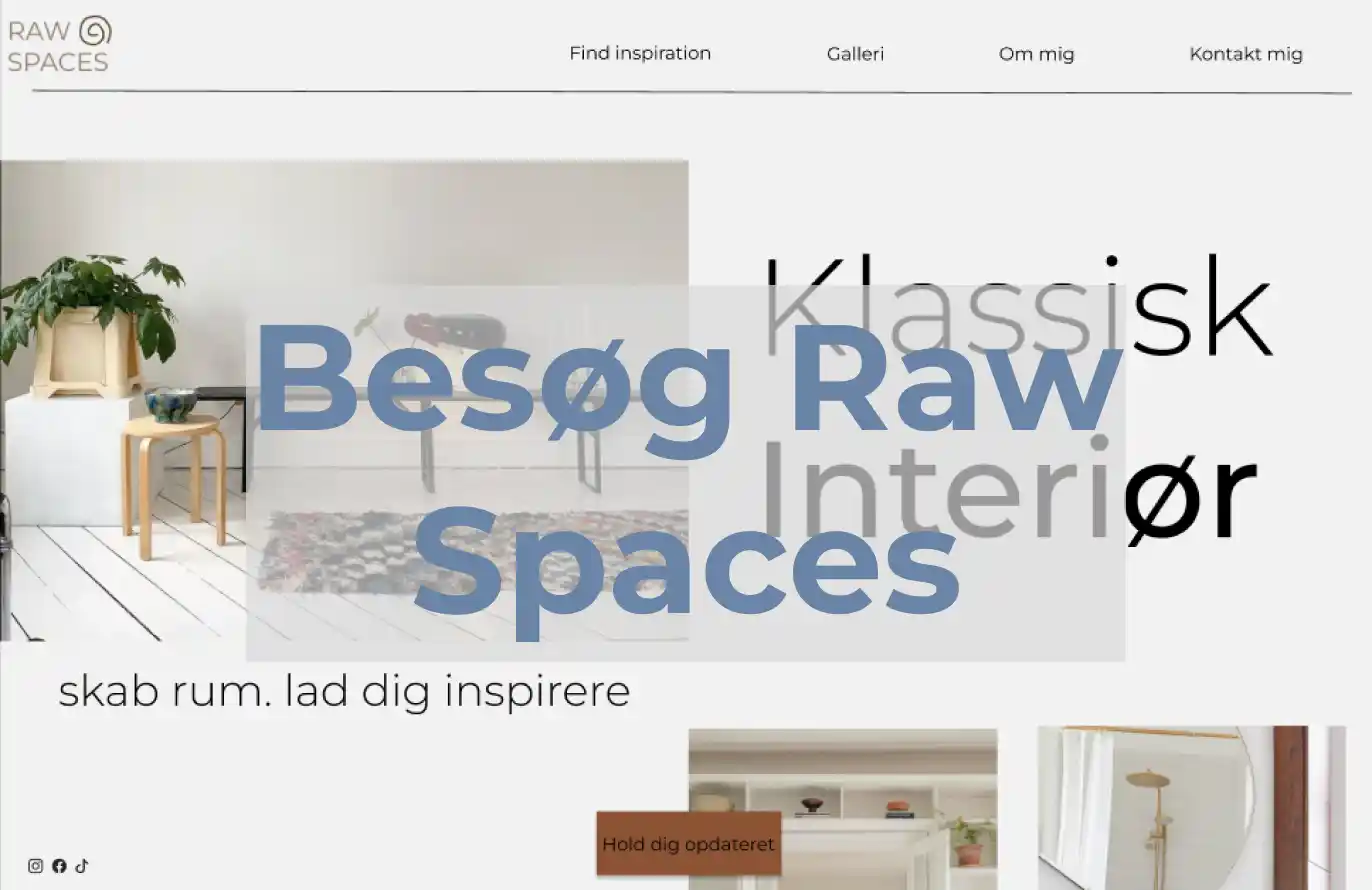 RAW
SPACES
Find inspiration
Galleri
Om mig
Kontakt mig
Klassisk
Interiør
Besøg Raw
Spaces
skab rum. lad dig inspirere
Hold dig opdateret